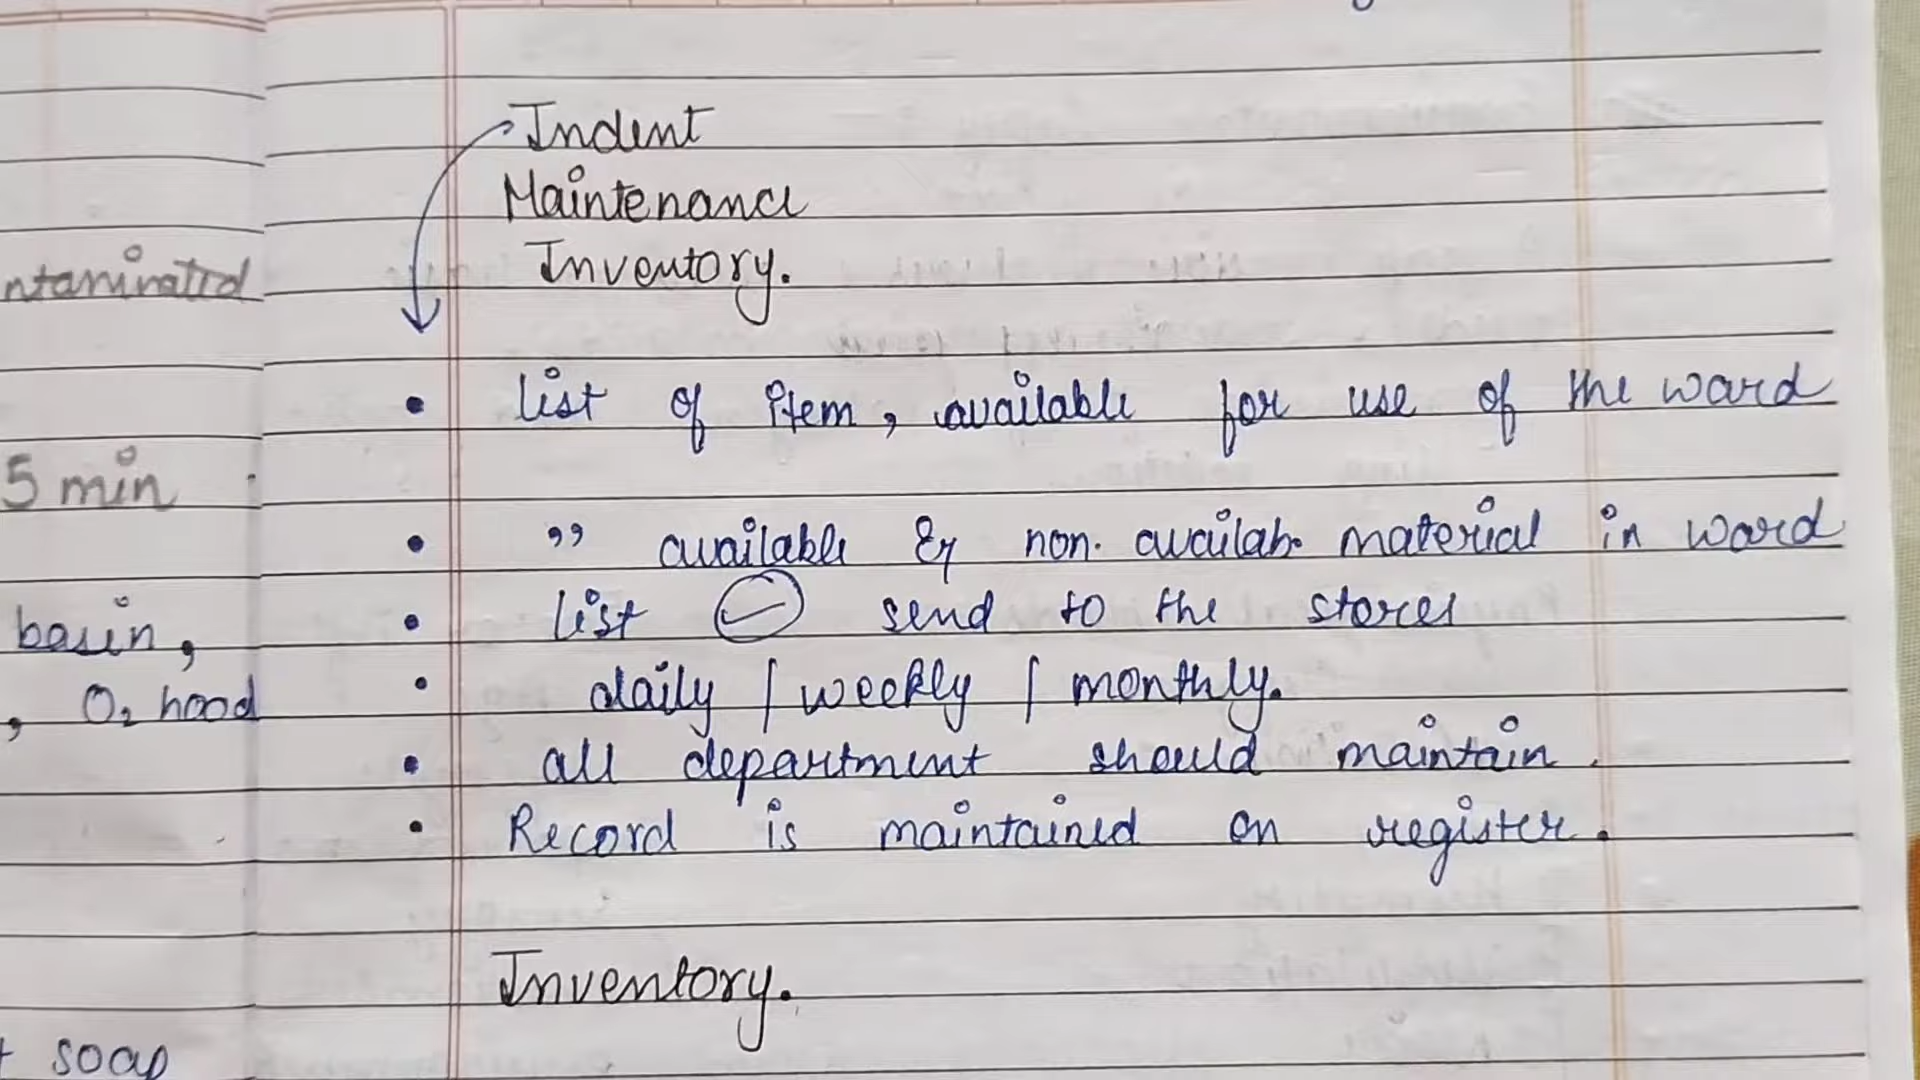 Indent
Maintenance
Inventory.
ntaminated
• list of item, available for use of the ward
5 min
• ,, available & non. availab. material in ward
basin,
• list send to the stores
, O₂ hood
• daily / weekly / monthly.
• all department should maintain.
• Record is maintained on register.
Inventory.
soap